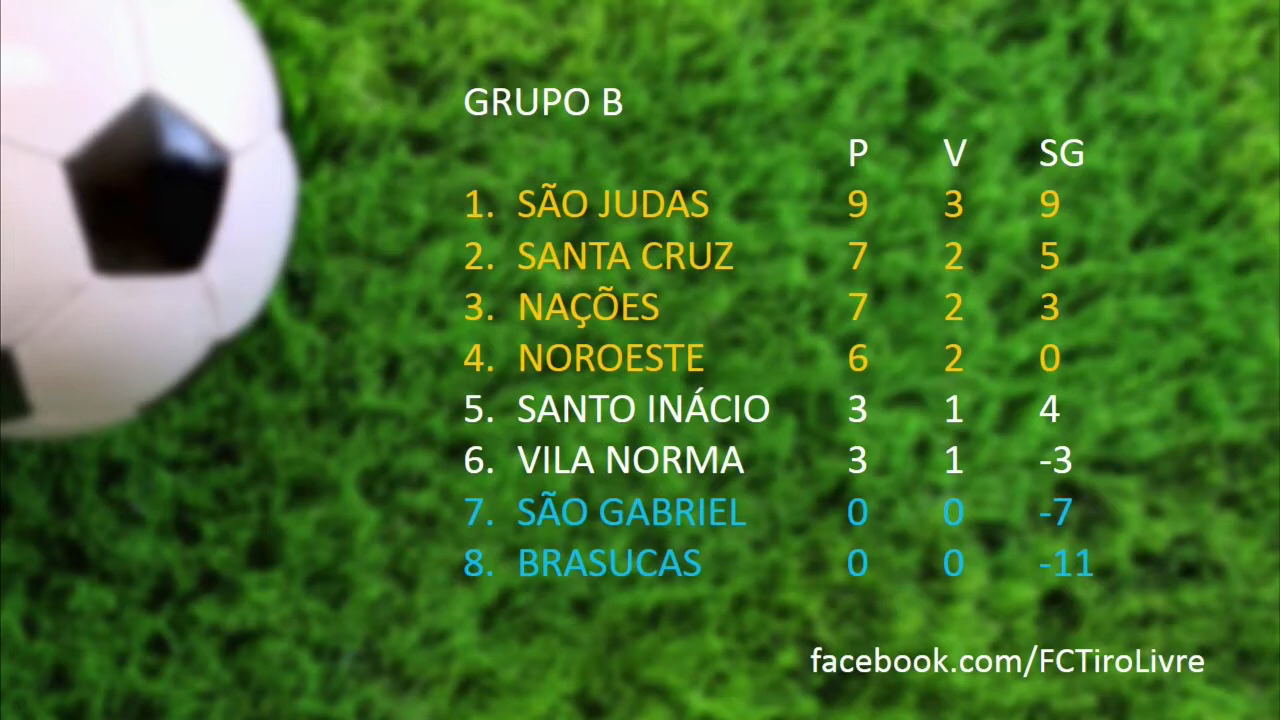 GRUPO B
P V SG
1. SÃO JUDAS 9 3 9
2. SANTA CRUZ 7 2 5
3. NAÇÕES 7 2 3
4. NOROESTE 6 2 0
5. SANTO INÁCIO 3 1 4
6. VILA NORMA 3 1 -3
7. SÃO GABRIEL 0 0 -7
8. BRASUCAS 0 0 -11
facebook.com/FCTiroLivre